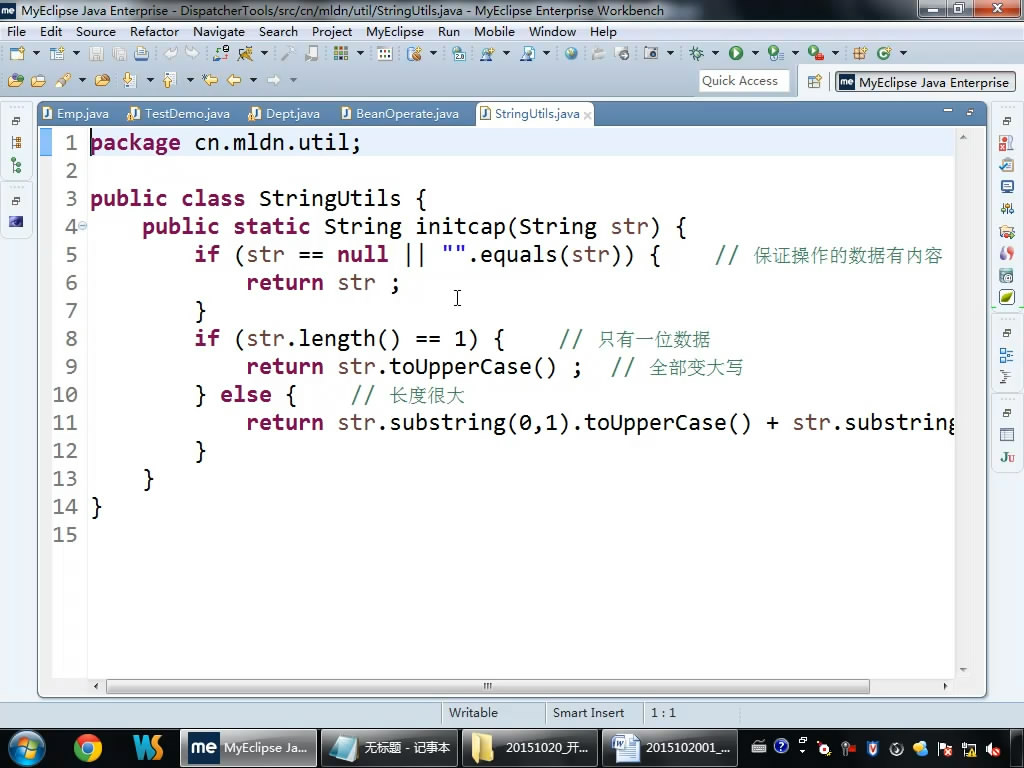 MyEclipse Java Enterprise - DispatcherTools/src/cn/mldn/util/StringUtils.java - MyEclipse Enterprise Workbench
File Edit Source Refactor Navigate Search Project MyEclipse Run Mobile Window Help
Quick Access
MyEclipse Java Enterprise
Emp.java TestDemo.java Dept.java BeanOperate.java StringUtils.java
1 package cn.mldn.util;
2
3 public class StringUtils {
4 public static String initcap(String str) {
5 if (str == null || "".equals(str)) { // 保证操作的数据有内容
6 return str ;
7 }
8 if (str.length() == 1) { // 只有一位数据
9 return str.toUpperCase() ; // 全部变大写
10 } else { // 长度很大
11 return str.substring(0,1).toUpperCase() + str.substring
12 }
13 }
14 }
15
Writable Smart Insert 1 : 1
MyEclipse Ja... 无标题 - 记事本 20151020_开... 2015102001_...